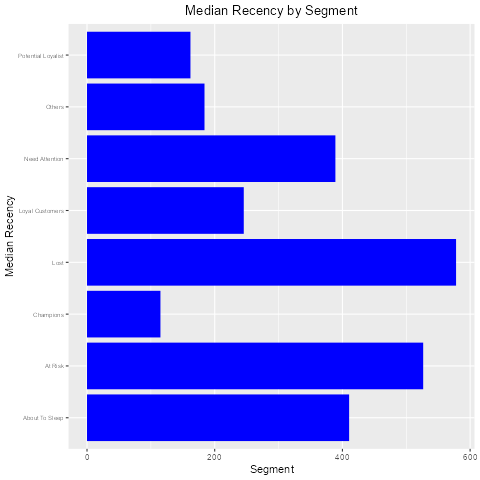 Median Recency by Segment
Potential Loyalist
Others
Need Attention
Loyal Customers
Lost
Champions
At Risk
About To Sleep
Median Recency
0 200 400 600
Segment